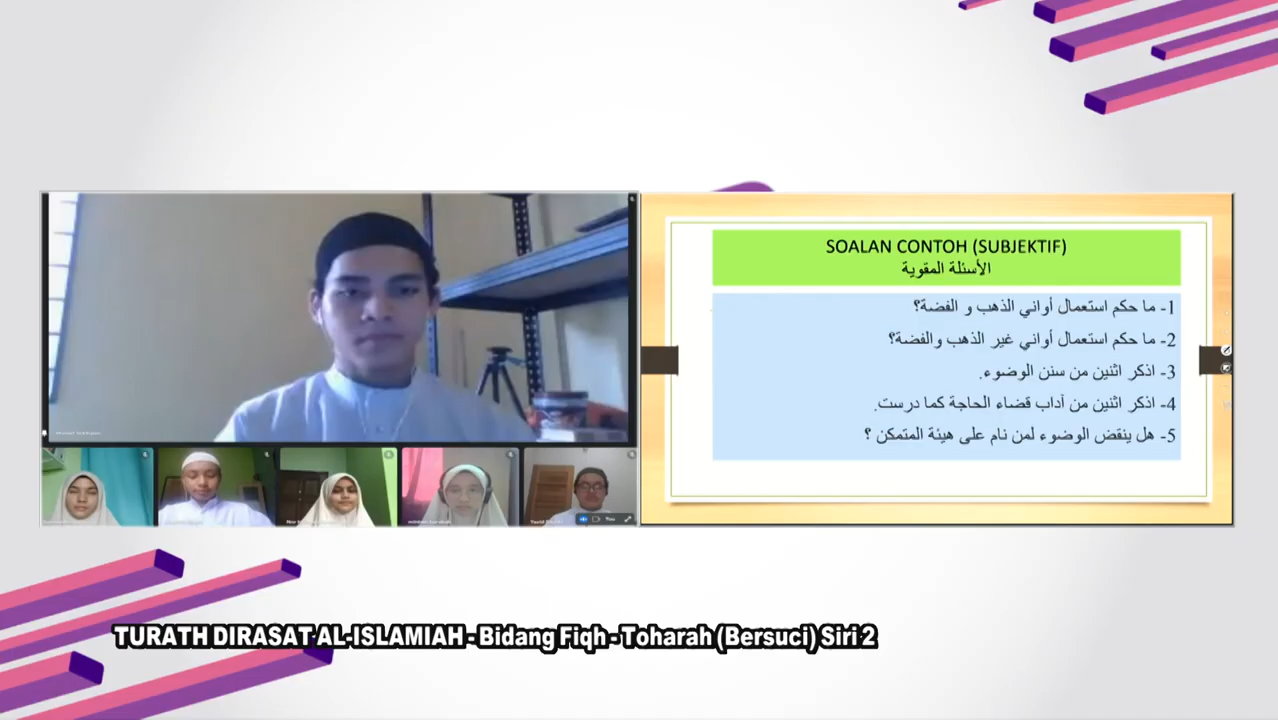 SOALAN CONTOH (SUBJEKTIF)
الأسئلة المقوية
1- ما حكم استعمال أواني الذهب و الفضة؟
2- ما حكم استعمال أواني غير الذهب والفضة؟
3- اذكر اثنين من سنن الوضوء.
4- اذكر اثنين من أداب قضاء الحاجة كما درست.
5- هل ينقض الوضوء لمن نام على هيئة المتمكن ؟
You
TURATH DIRASAT AL-ISLAMIAH - Bidang Fiqh - Toharah (Bersuci) Siri 2